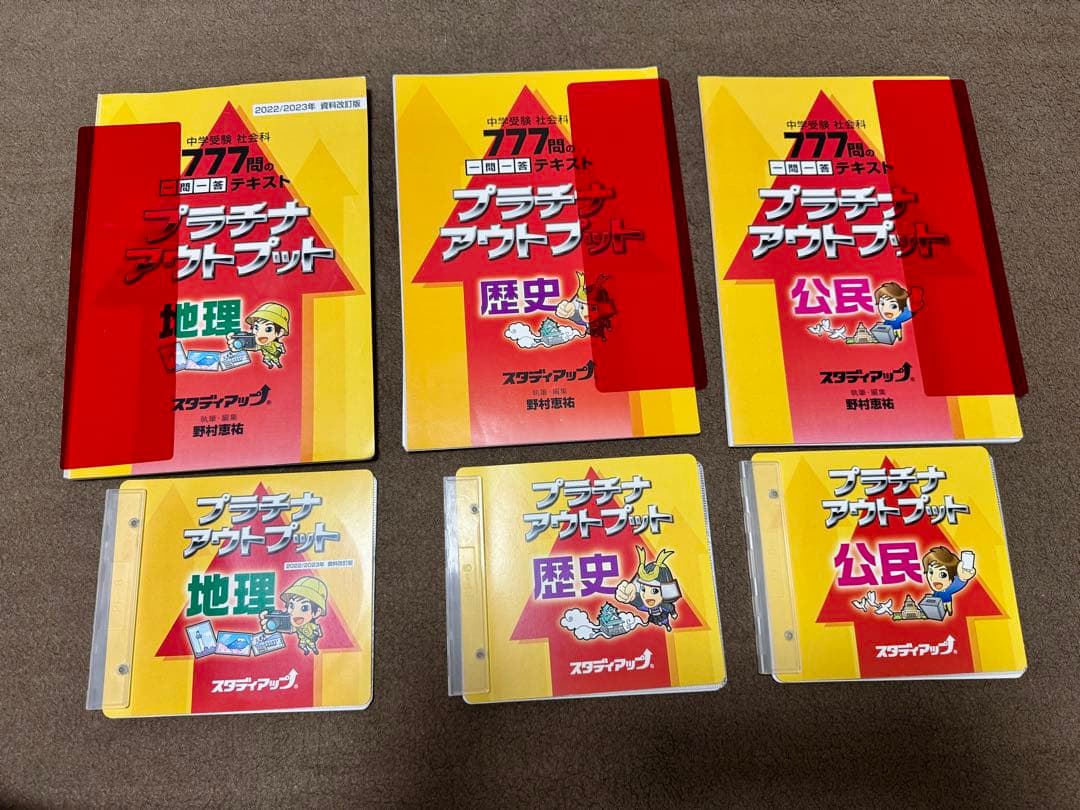 2022/2023年 資料改訂版
中学受験 社会科
777問の
一問一答 テキスト
プラチナ
アウトプット
地理
スタディアップ®
執筆・編集
野村恵祐
中学受験 社会科
777問の
一問一答 テキスト
プラチナ
アウトプット
歴史
スタディアップ®
執筆・編集
野村恵祐
中学受験 社会科
777問の
一問一答 テキスト
プラチナ
アウトプット
公民
スタディアップ®
執筆・編集
野村恵祐
プラチナ
アウトプット
2022/2023年 資料改訂版
地理
スタディアップ®
プラチナ
アウトプット
歴史
スタディアップ®
プラチナ
アウトプット
公民
スタディアップ®